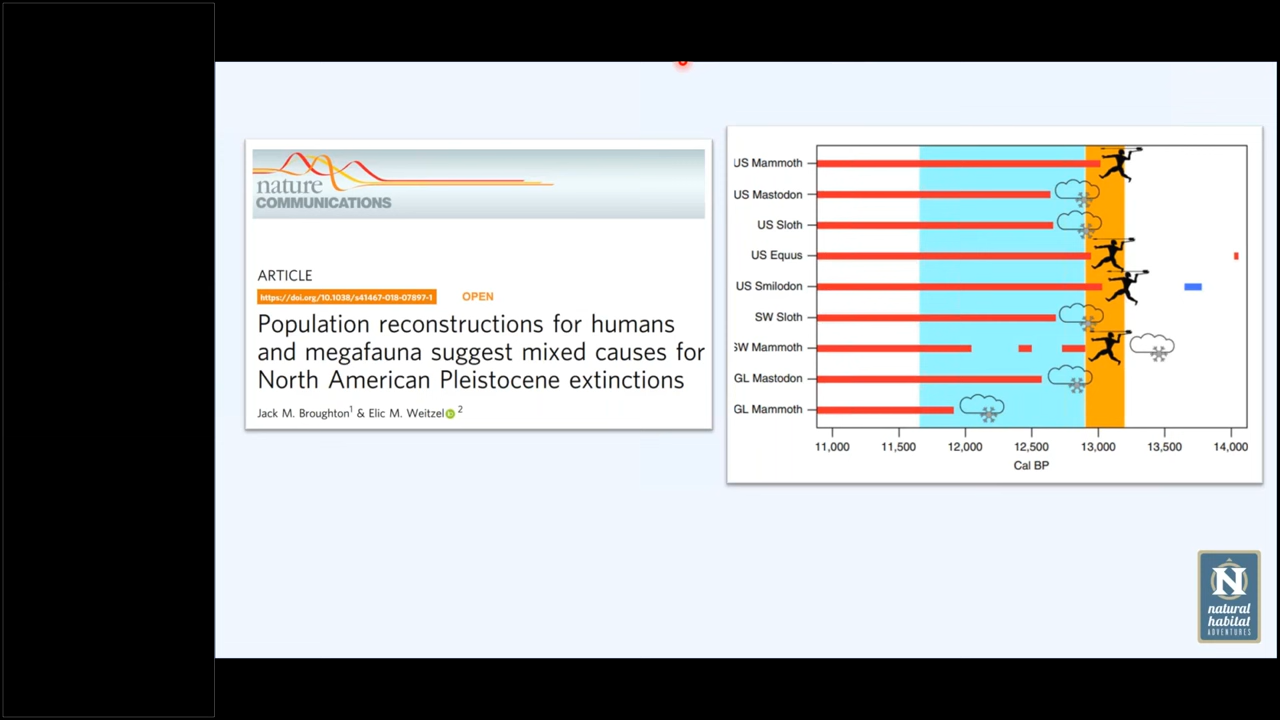 nature
COMMUNICATIONS
ARTICLE
https://doi.org/10.1038/s41467-018-07897-1 OPEN
Population reconstructions for humans
and megafauna suggest mixed causes for
North American Pleistocene extinctions
Jack M. Broughton1 & Elic M. Weitzel 2
US Mammoth
US Mastodon
US Sloth
US Equus
US Smilodon
SW Sloth
SW Mammoth
GL Mastodon
GL Mammoth
11,000 11,500 12,000 12,500 13,000 13,500 14,000
Cal BP
N
natural
habitat
ADVENTURES